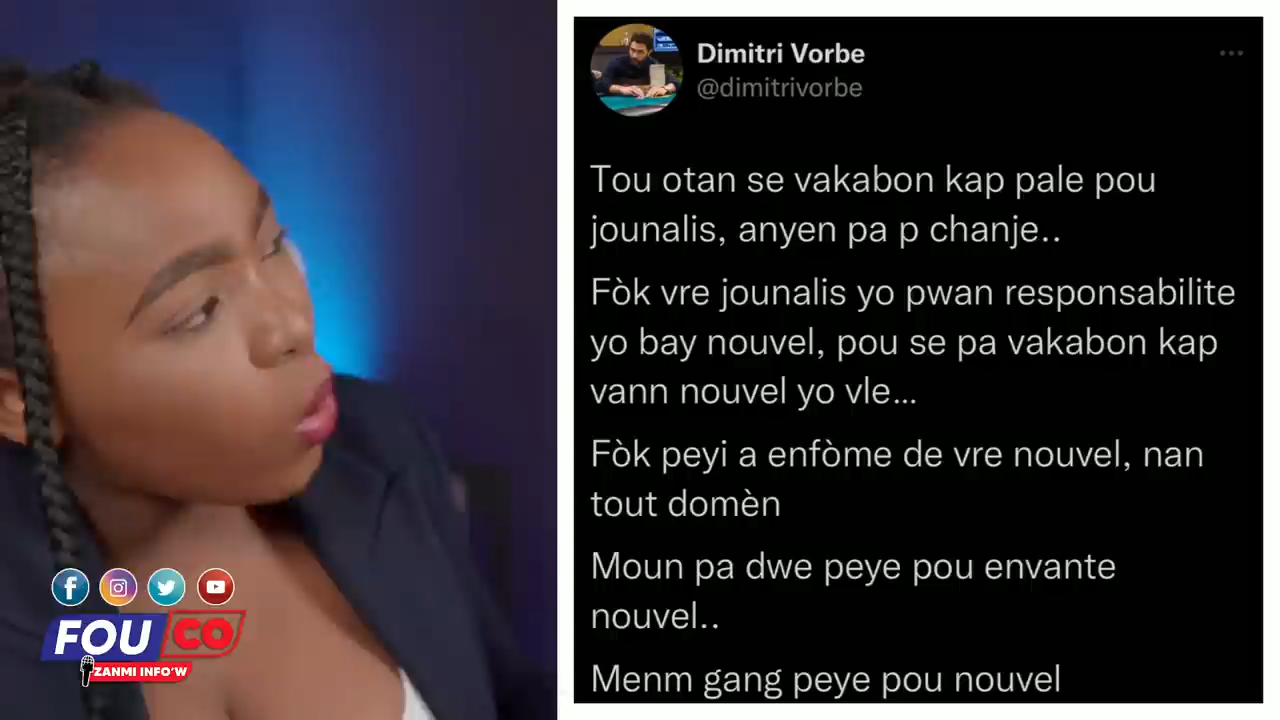 Dimitri Vorbe
@dimitrivorbe
Tou otan se vakabon kap pale pou
jounalis, anyen pa p chanje..
Fòk vre jounalis yo pwan responsabilite
yo bay nouvel, pou se pa vakabon kap
vann nouvel yo vle...
Fòk peyi a enfòme de vre nouvel, nan
tout domèn
Moun pa dwe peye pou envante
nouvel..
Menm gang peye pou nouvel
FOU CO
ZANMI INFO'W